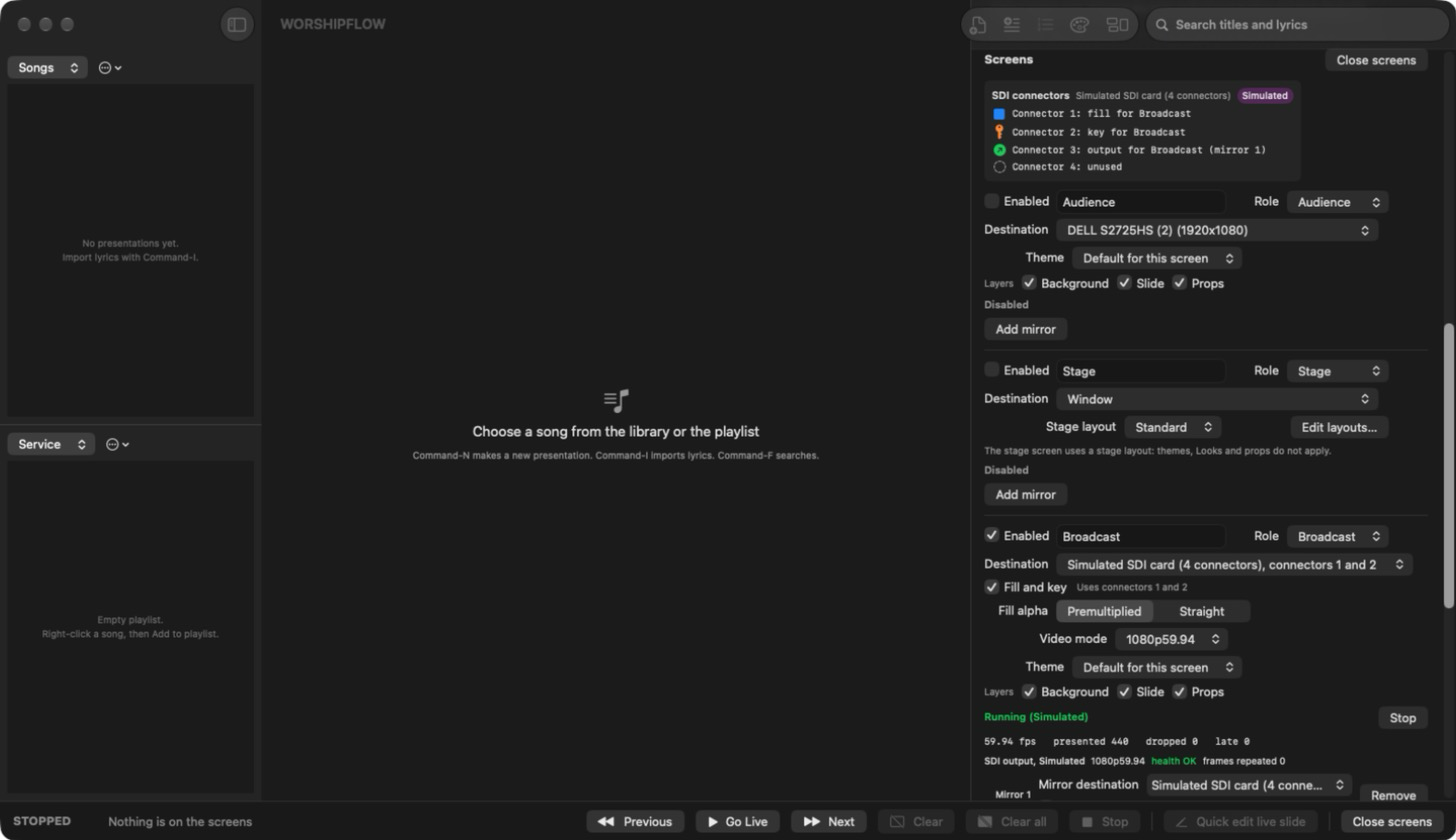 WORSHIPFLOW
Search titles and lyrics
Songs
No presentations yet.
Import lyrics with Command-I.
Service
Empty playlist.
Right-click a song, then Add to playlist.
Choose a song from the library or the playlist
Command-N makes a new presentation. Command-I imports lyrics. Command-F searches.
Screens Close screens
SDI connectors Simulated SDI card (4 connectors) Simulated
Connector 1: fill for Broadcast
Connector 2: key for Broadcast
Connector 3: output for Broadcast (mirror 1)
Connector 4: unused
Enabled Audience Role Audience
Destination DELL S2725HS (2) (1920x1080)
Theme Default for this screen
Layers Background Slide Props
Disabled
Add mirror
Enabled Stage Role Stage
Destination Window
Stage layout Standard Edit layouts...
The stage screen uses a stage layout: themes, Looks and props do not apply.
Disabled
Add mirror
Enabled Broadcast Role Broadcast
Destination Simulated SDI card (4 connectors), connectors 1 and 2
Fill and key Uses connectors 1 and 2
Fill alpha Premultiplied Straight
Video mode 1080p59.94
Theme Default for this screen
Layers Background Slide Props
Running (Simulated) Stop
59.94 fps presented 440 dropped 0 late 0
SDI output, Simulated 1080p59.94 health OK frames repeated 0
Mirror destination Simulated SDI card (4 conne...
Mirror 1 Remove
STOPPED Nothing is on the screens Previous Go Live Next Clear Clear all Stop Quick edit live slide Close screens